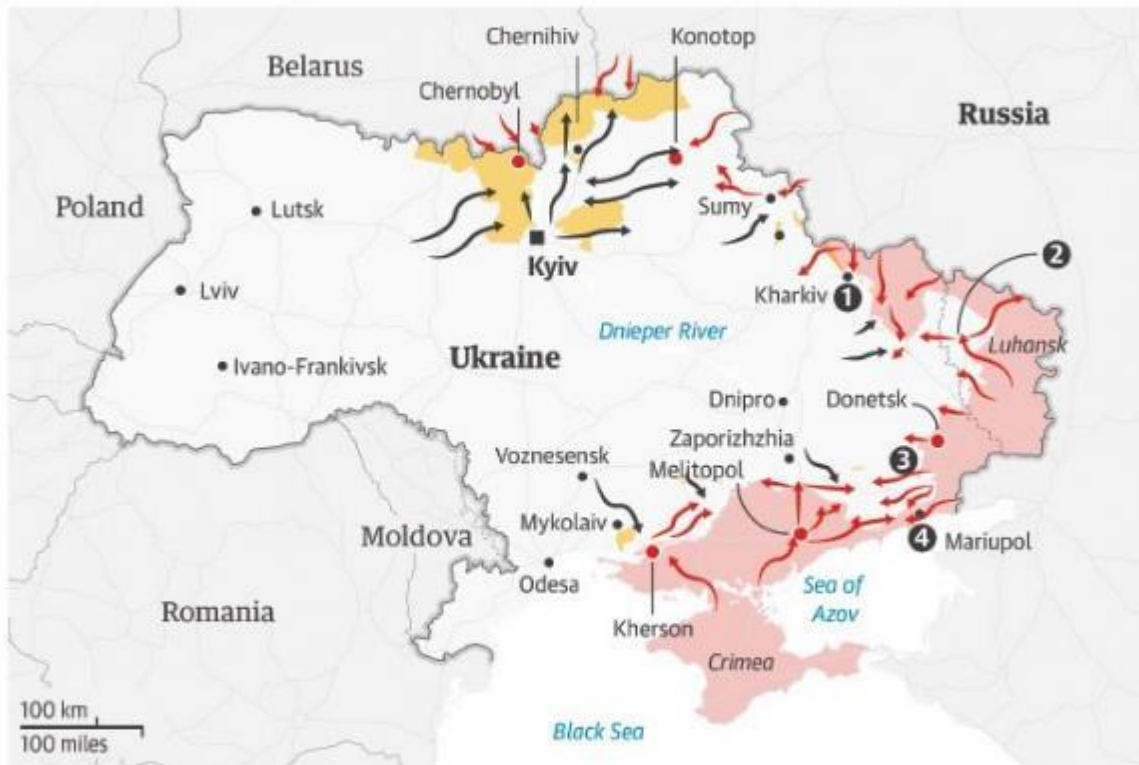 Chernihiv
Konotop
Belarus
Chernobyl
Russia
Poland
Lutsk
Sumy
Kyiv
2
Lviv
Kharkiv 1
Dnieper River
Luhansk
Ukraine
Ivano-Frankivsk
Dnipro
Donetsk
Zaporizhzhia
Voznesensk
Melitopol
3
Mykolaiv
Moldova
4 Mariupol
Odesa
Sea of
Azov
Romania
Kherson
Crimea
100 km
100 miles
Black Sea